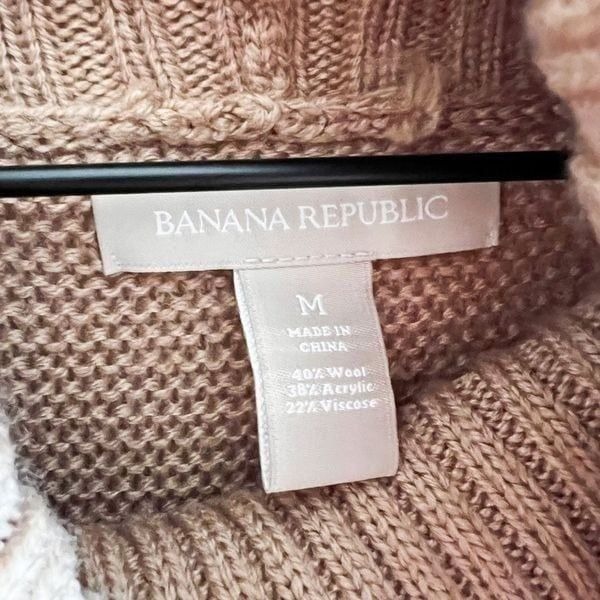 BANANA REPUBLIC
M
MADE IN
CHINA
40% Wool
38% Acrylic
22% Viscose